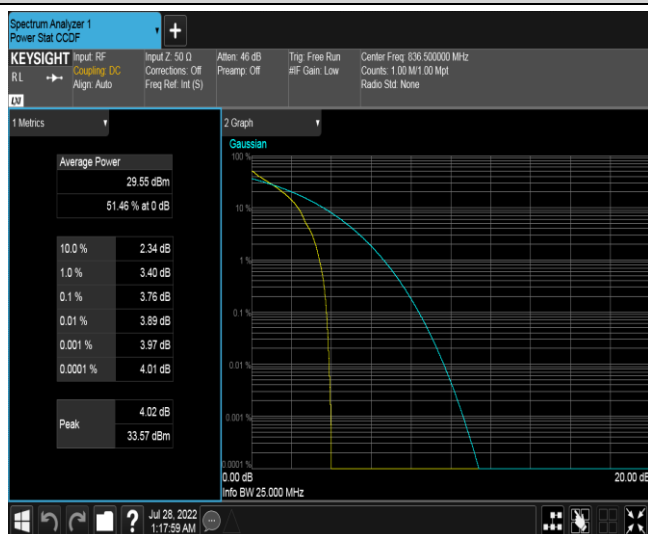 Spectrum Analyzer 1
Power Stat CCDF
+
KEYSIGHT
RL
LXI
Input: RF
Coupling: DC
Align: Auto
Input Z: 50 Ω
Corrections: Off
Freq Ref: Int (S)
Atten: 46 dB
Preamp: Off
Trig: Free Run
#IF Gain: Low
Center Freq: 836.500000 MHz
Counts: 1.00 M/1.00 Mpt
Radio Std: None
1 Metrics
Average Power
29.55 dBm
51.46 % at 0 dB
10.0 % 2.34 dB
1.0 % 3.40 dB
0.1 % 3.76 dB
0.01 % 3.89 dB
0.001 % 3.97 dB
0.0001 % 4.01 dB
Peak
4.02 dB
33.57 dBm
2 Graph
Gaussian
100 %
10 %
1 %
0.1 %
0.01 %
0.001 %
0.0001 %
0.00 dB
20.00 dB
Info BW 25.000 MHz
?
Jul 28, 2022
1:17:59 AM